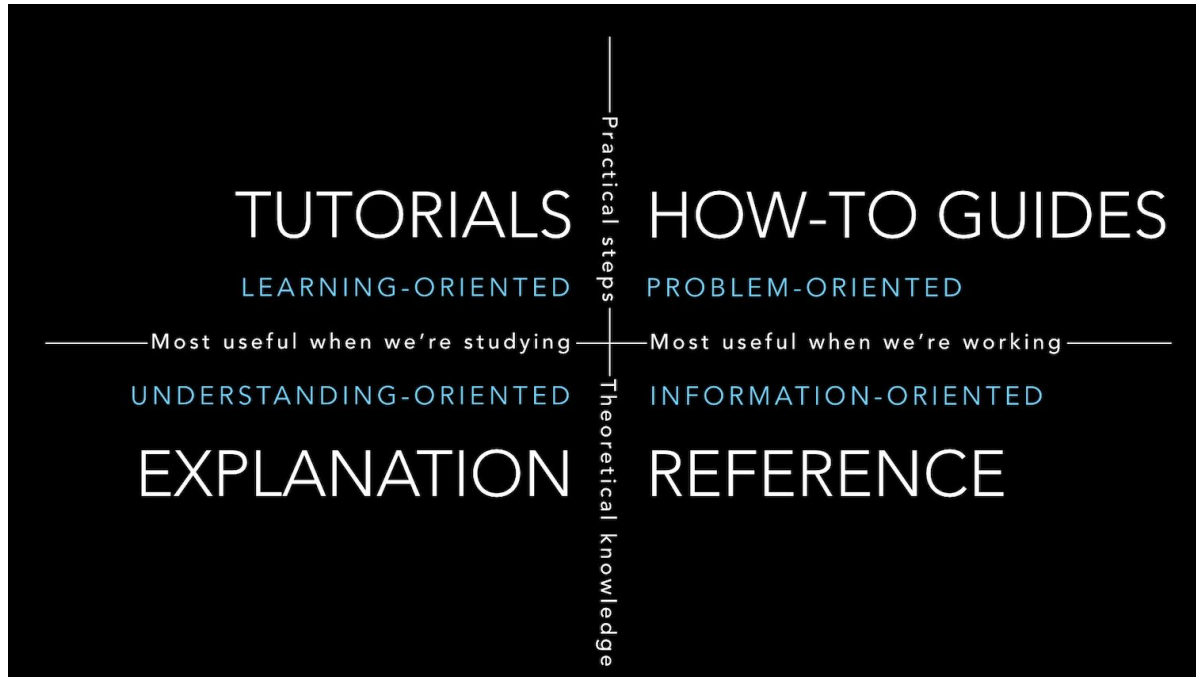 Practical steps
TUTORIALS
HOW-TO GUIDES
LEARNING-ORIENTED
PROBLEM-ORIENTED
Most useful when we're studying
Most useful when we're working
UNDERSTANDING-ORIENTED
INFORMATION-ORIENTED
EXPLANATION
REFERENCE
Theoretical knowledge